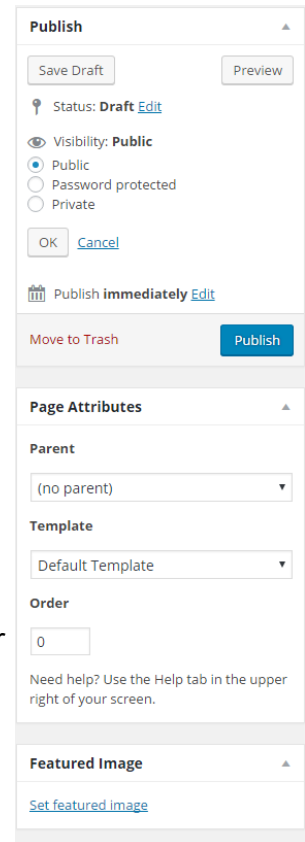 Publish
Save Draft Preview
Status: Draft Edit
Visibility: Public
Public
Password protected
Private
OK Cancel
Publish immediately Edit
Move to Trash Publish
Page Attributes
Parent
(no parent)
Template
Default Template
Order
r
0
Need help? Use the Help tab in the upper
right of your screen.
Featured Image
Set featured image